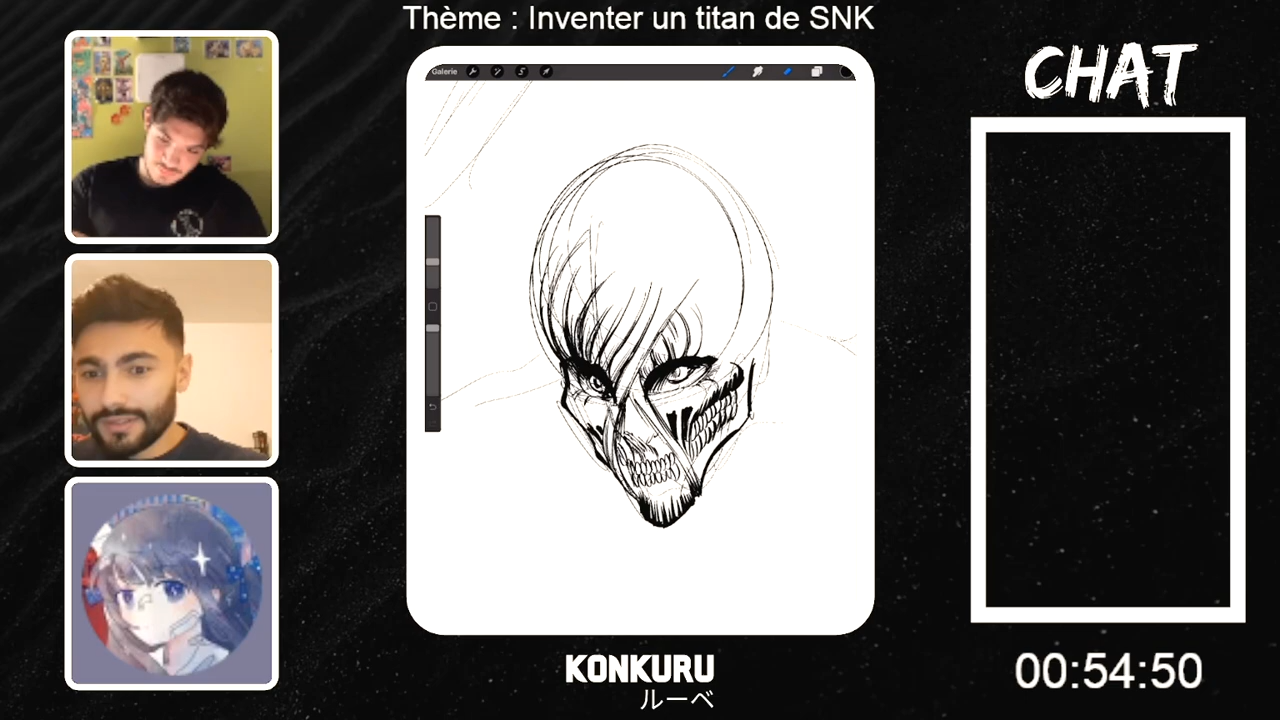 Thème : Inventer un titan de SNK
CHAT
Galerie
KONKURU
ルーベ
00:54:50